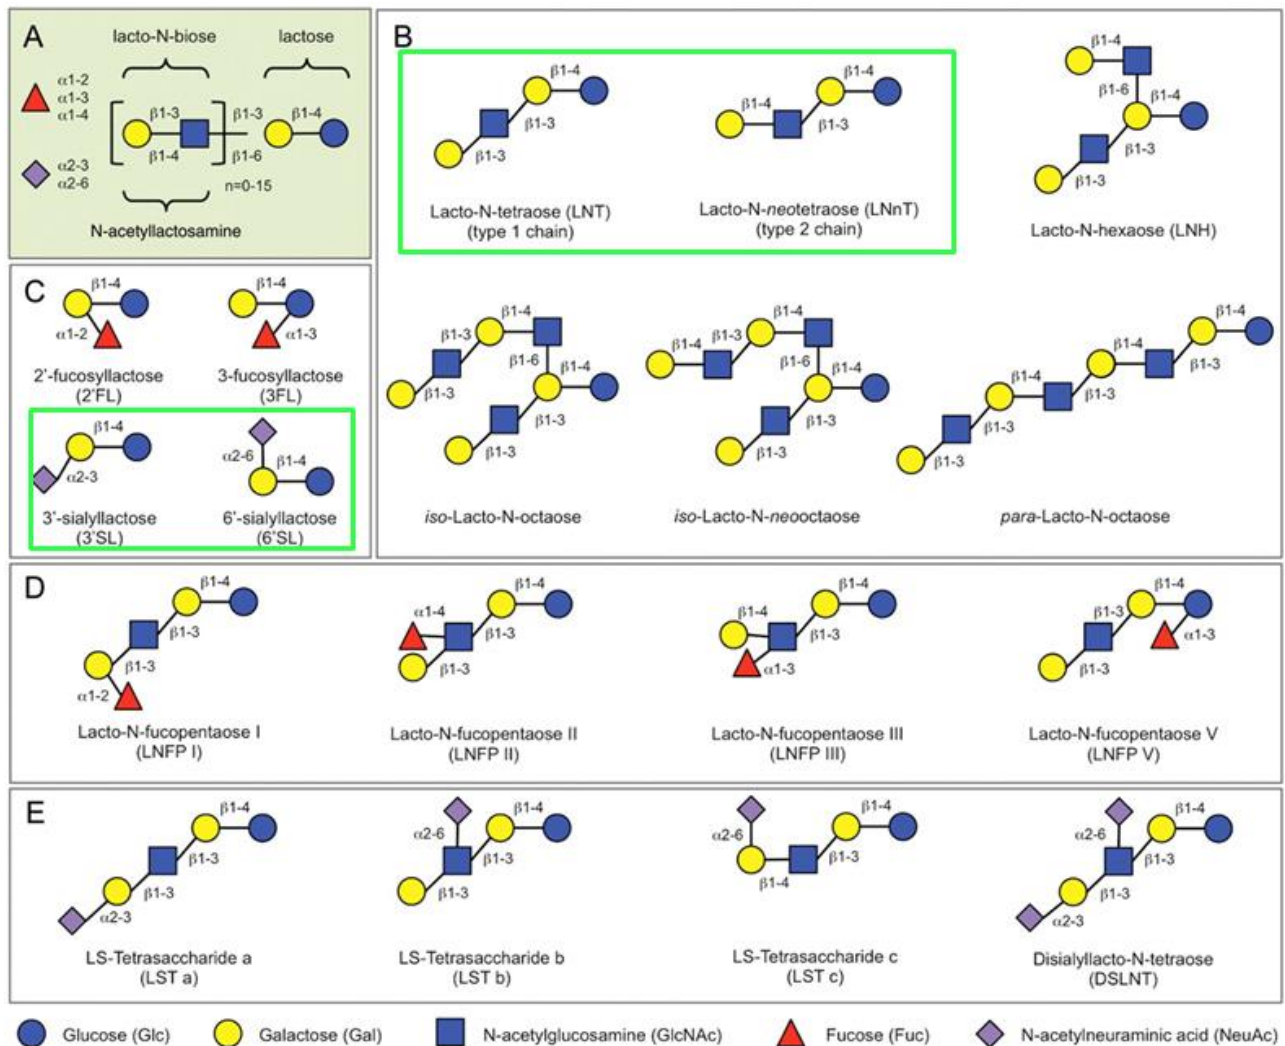 A
lacto-N-biose
lactose
α1-2
α1-3
α1-4
β1-3
β1-3
β1-4
β1-4
β1-6
α2-3
α2-6
n=0-15
N-acetyllactosamine
B
β1-4
β1-3
β1-3
Lacto-N-tetraose (LNT)
(type 1 chain)
β1-4
β1-4
β1-3
Lacto-N-neotetraose (LNnT)
(type 2 chain)
β1-4
β1-6
β1-4
β1-3
β1-3
Lacto-N-hexaose (LNH)
β1-4
β1-3
β1-6
β1-4
β1-3
β1-3
β1-3
iso-Lacto-N-octaose
β1-4
β1-3
β1-4
β1-6
β1-4
β1-3
β1-3
iso-Lacto-N-neooctaose
β1-4
β1-4
β1-3
β1-4
β1-3
β1-3
β1-3
para-Lacto-N-octaose
C
β1-4
α1-2
2'-fucosyllactose
(2'FL)
β1-4
α1-3
3-fucosyllactose
(3FL)
β1-4
α2-3
3'-sialyllactose
(3'SL)
α2-6
β1-4
6'-sialyllactose
(6'SL)
D
β1-4
β1-3
β1-3
α1-2
Lacto-N-fucopentaose I
(LNFP I)
β1-4
α1-4
β1-3
β1-3
Lacto-N-fucopentaose II
(LNFP II)
β1-4
β1-4
β1-3
α1-3
Lacto-N-fucopentaose III
(LNFP III)
β1-4
β1-3
α1-3
β1-3
Lacto-N-fucopentaose V
(LNFP V)
E
β1-4
β1-3
β1-3
α2-3
LS-Tetrasaccharide a
(LST a)
β1-4
α2-6
β1-3
β1-3
LS-Tetrasaccharide b
(LST b)
β1-4
α2-6
β1-3
β1-4
LS-Tetrasaccharide c
(LST c)
β1-4
α2-6
β1-3
β1-3
α2-3
Disialyllacto-N-tetraose
(DSLNT)
Glucose (Glc)
Galactose (Gal)
N-acetylglucosamine (GlcNAc)
Fucose (Fuc)
N-acetylneuraminic acid (NeuAc)